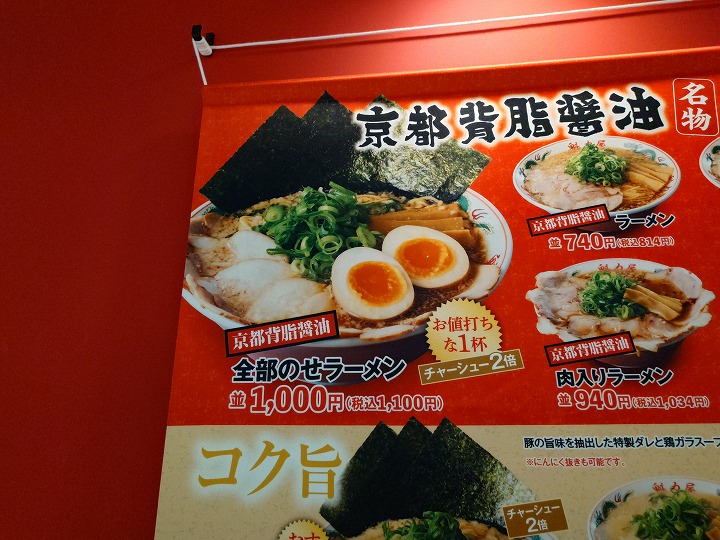 京都背脂醤油
名物
京都背脂醤油
ラーメン
並740円(税込814円)
京都背脂醤油
全部のせラーメン
並1,000円(税込1,100円)
お値打ち
な1杯
チャーシュー2倍
京都背脂醤油
肉入りラーメン
並940円(税込1,034円)
コク旨
豚の旨味を抽出した特製ダレと鶏ガラスープ
※にんにく抜きも可能です。
チャーシュー
2倍
おす